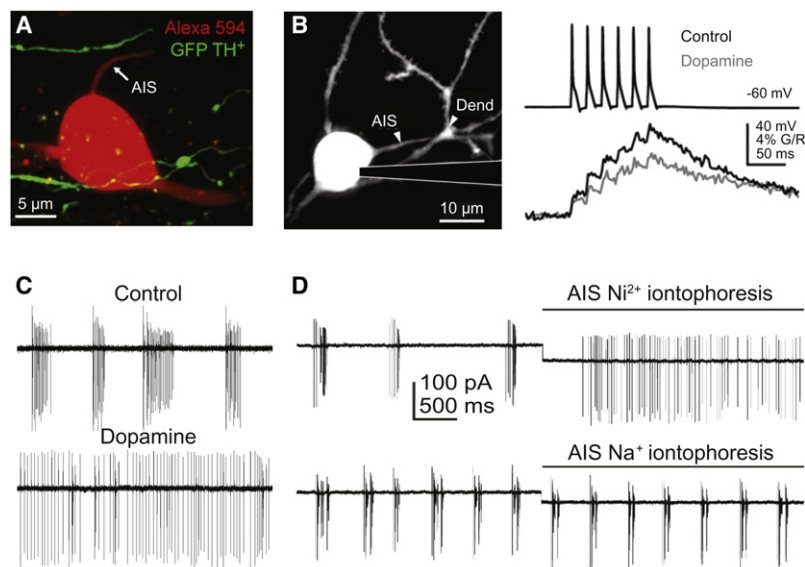 A
Alexa 594
GFP TH⁺
AIS
5 μm
B
AIS
Dend
10 μm
Control
Dopamine
-60 mV
40 mV
4% G/R
50 ms
C
Control
Dopamine
D
AIS Ni²⁺ iontophoresis
100 pA
500 ms
AIS Na⁺ iontophoresis